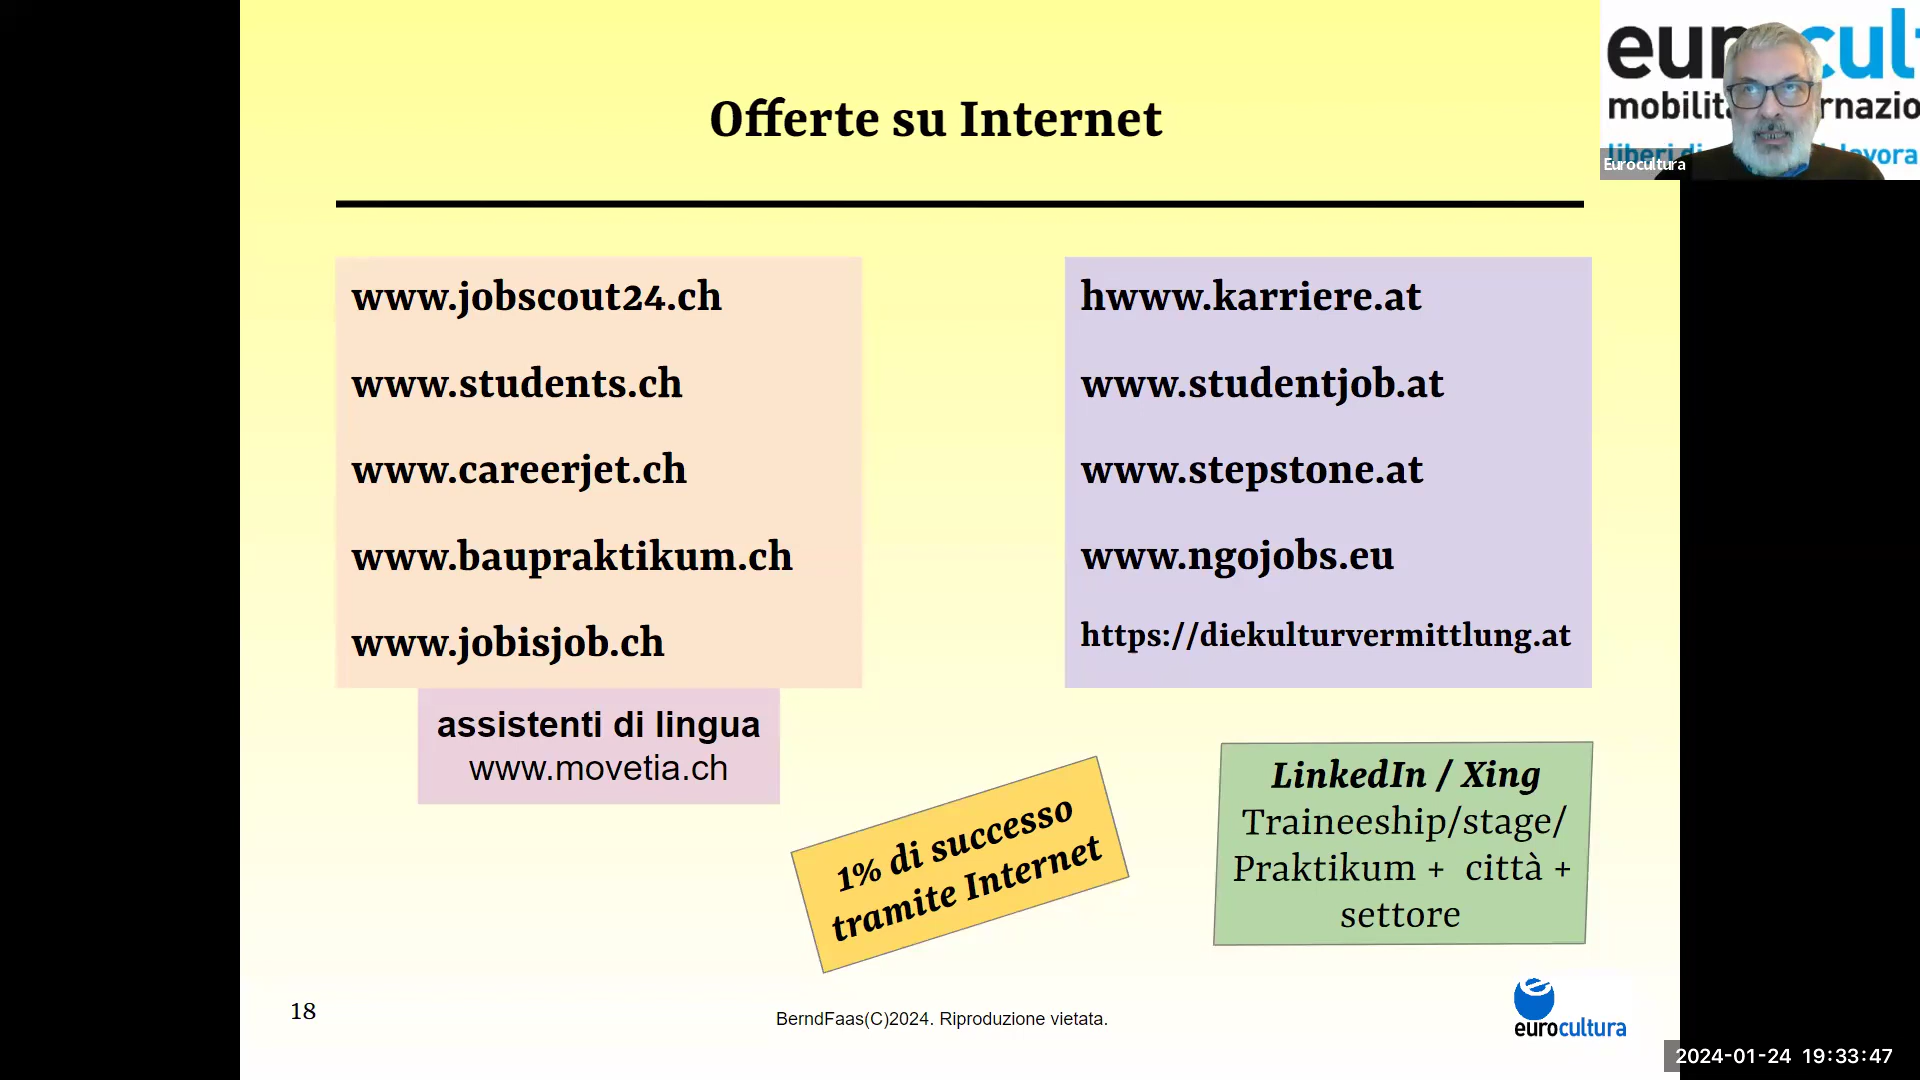 Offerte su Internet
www.jobscout24.ch
www.students.ch
www.careerjet.ch
www.baupraktikum.ch
www.jobisjob.ch
assistenti di lingua
www.movetia.ch
hwww.karriere.at
www.studentjob.at
www.stepstone.at
www.ngojobs.eu
https://diekulturvermittlung.at
1% di successo
tramite Internet
LinkedIn / Xing
Traineeship/stage/
Praktikum + città +
settore
18
BerndFaas(C)2024. Riproduzione vietata.
eurocultura
Eurocultura
2024-01-24 19:33:47